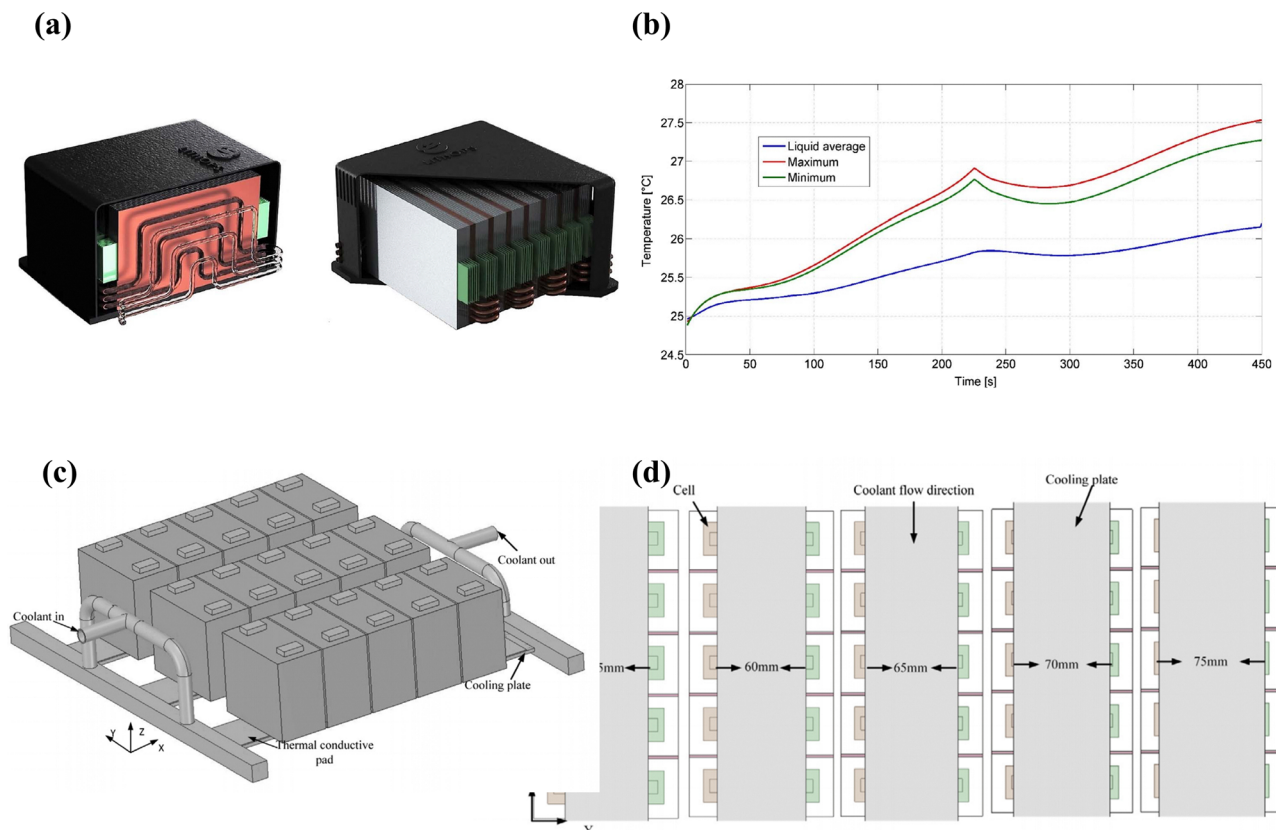 (a)
(b)
28
27.5
27
26.5
26
25.5
25
24.5
Temperature [°C]
Liquid average
Maximum
Minimum
0
50
100
150
200
250
300
350
400
450
Time [s]
(c)
Coolant out
Coolant in
Cooling plate
Thermal conductive
pad
Y
Z
X
(d)
Cell
Coolant flow direction
Cooling plate
5mm
60mm
65mm
70mm
75mm